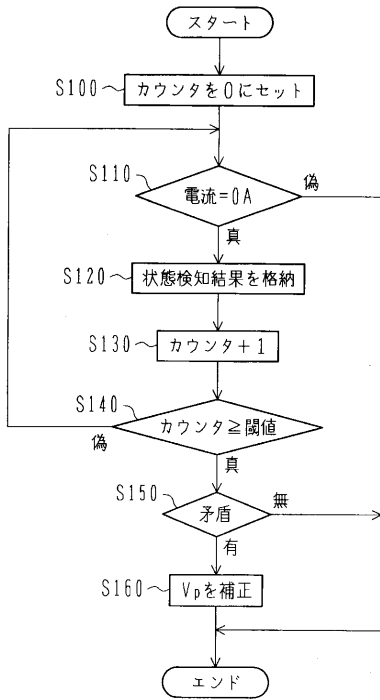 スタート
S100
カウンタを0にセット
S110
電流=0A
偽
真
S120
状態検知結果を格納
S130
カウンタ+1
S140
カウンタ≧閾値
偽
真
S150
矛盾
無
有
S160
Vpを補正
エンド